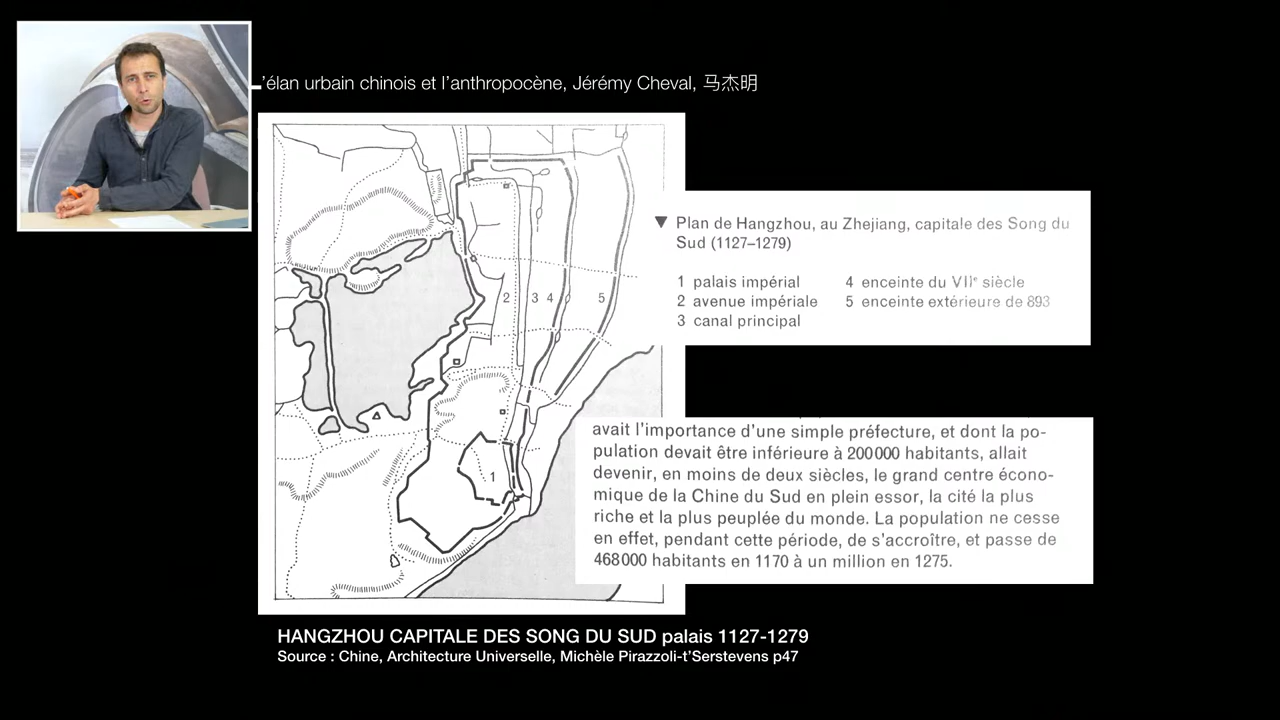 L'élan urbain chinois et l'anthropocène, Jérémy Cheval, 马杰明
▼ Plan de Hangzhou, au Zhejiang, capitale des Song du
Sud (1127–1279)
1 palais impérial
2 avenue impériale
3 canal principal
4 enceinte du VIIe siècle
5 enceinte extérieure de 893
2
3
4
5
1
avait l'importance d'une simple préfecture, et dont la po-
pulation devait être inférieure à 200000 habitants, allait
devenir, en moins de deux siècles, le grand centre écono-
mique de la Chine du Sud en plein essor, la cité la plus
riche et la plus peuplée du monde. La population ne cesse
en effet, pendant cette période, de s'accroître, et passe de
468000 habitants en 1170 à un million en 1275.
HANGZHOU CAPITALE DES SONG DU SUD palais 1127-1279
Source : Chine, Architecture Universelle, Michèle Pirazzoli-t'Serstevens p47